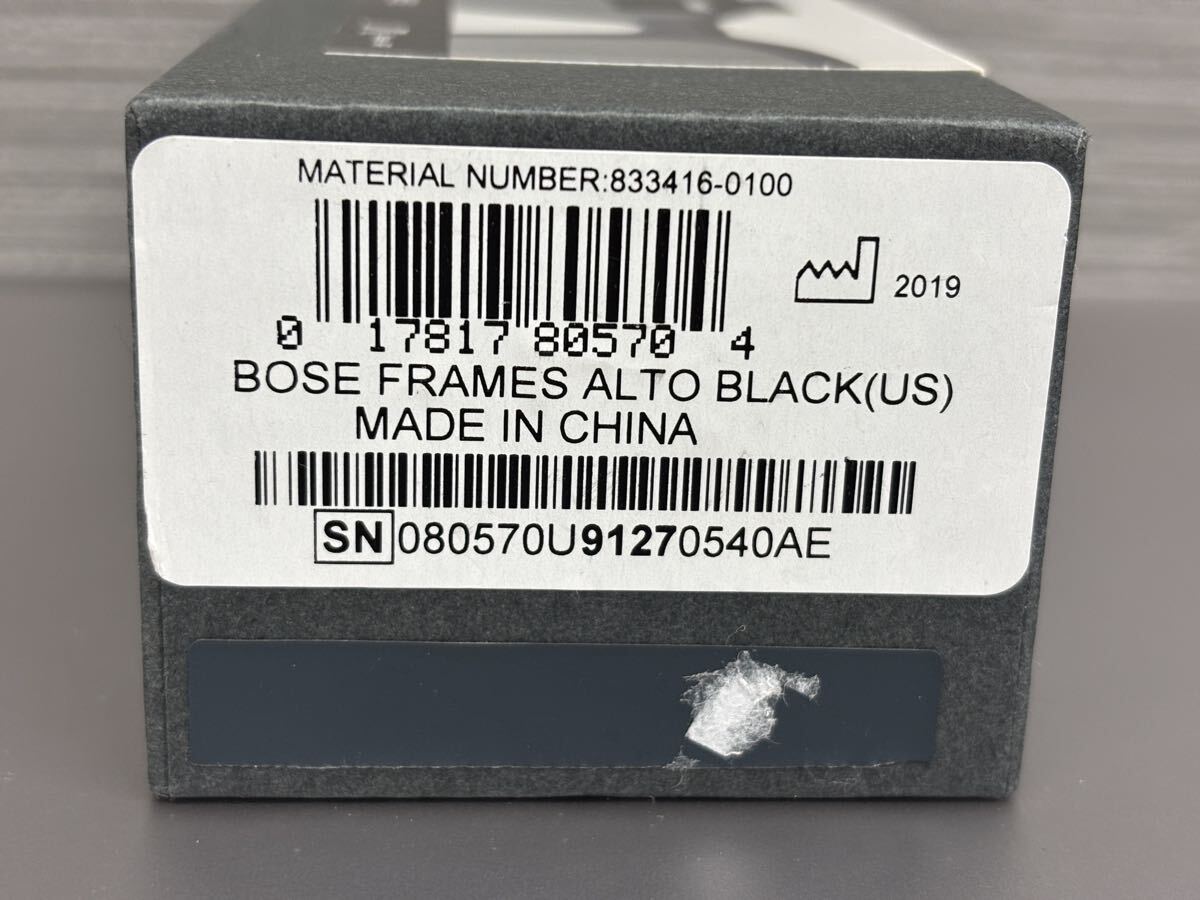 MATERIAL NUMBER:833416-0100
2019
0 17817 80570 4
BOSE FRAMES ALTO BLACK(US)
MADE IN CHINA
SN 080570U91270540AE